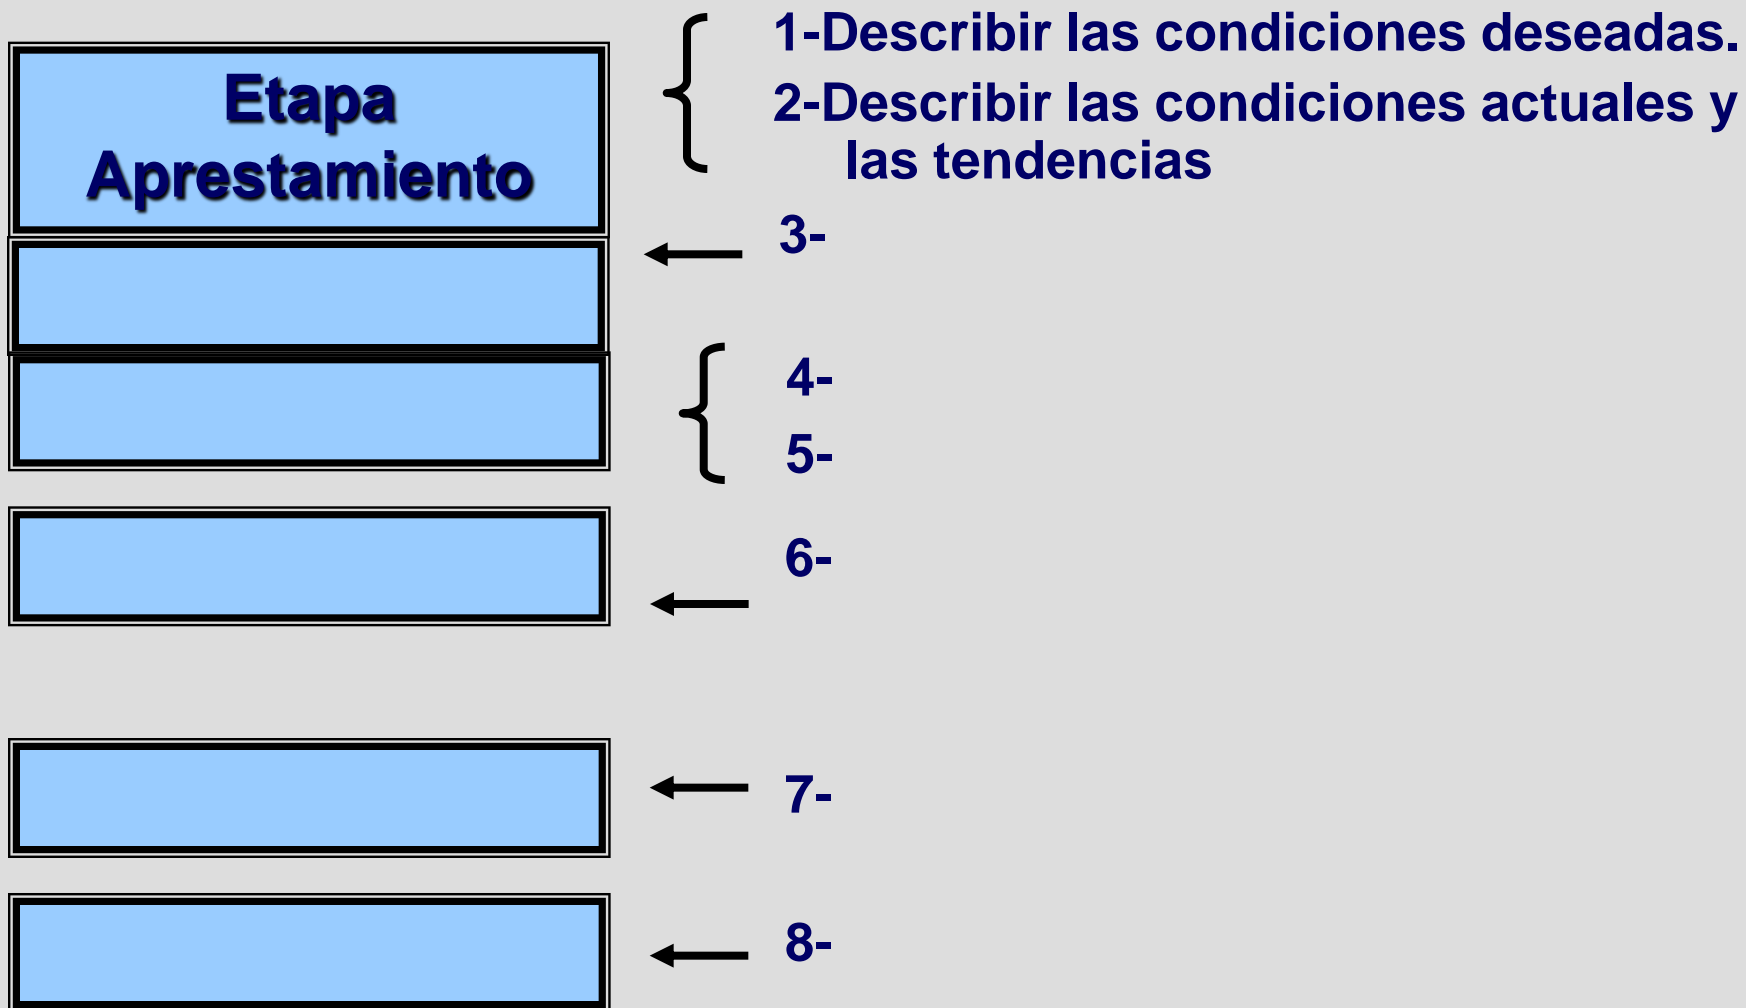 Etapa
Aprestamiento
1-Describir las condiciones deseadas.
2-Describir las condiciones actuales y
las tendencias
3-
4-
5-
6-
7-
8-